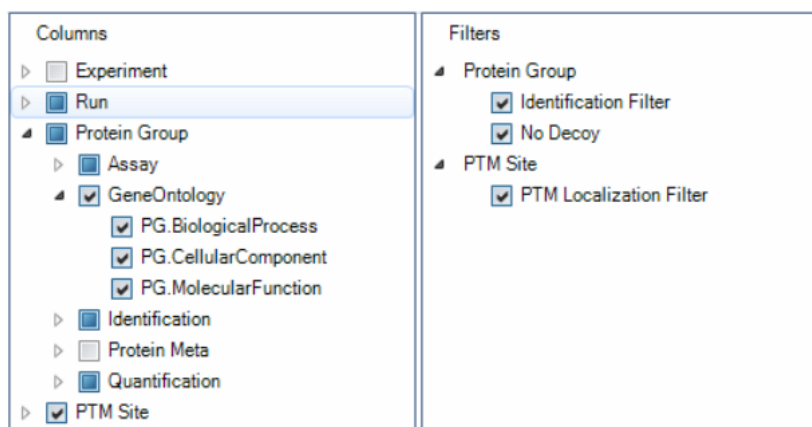 Columns
Experiment
Run
Protein Group
Assay
GeneOntology
PG.BiologicalProcess
PG.CellularComponent
PG.MolecularFunction
Identification
Protein Meta
Quantification
PTM Site
Filters
Protein Group
Identification Filter
No Decoy
PTM Site
PTM Localization Filter